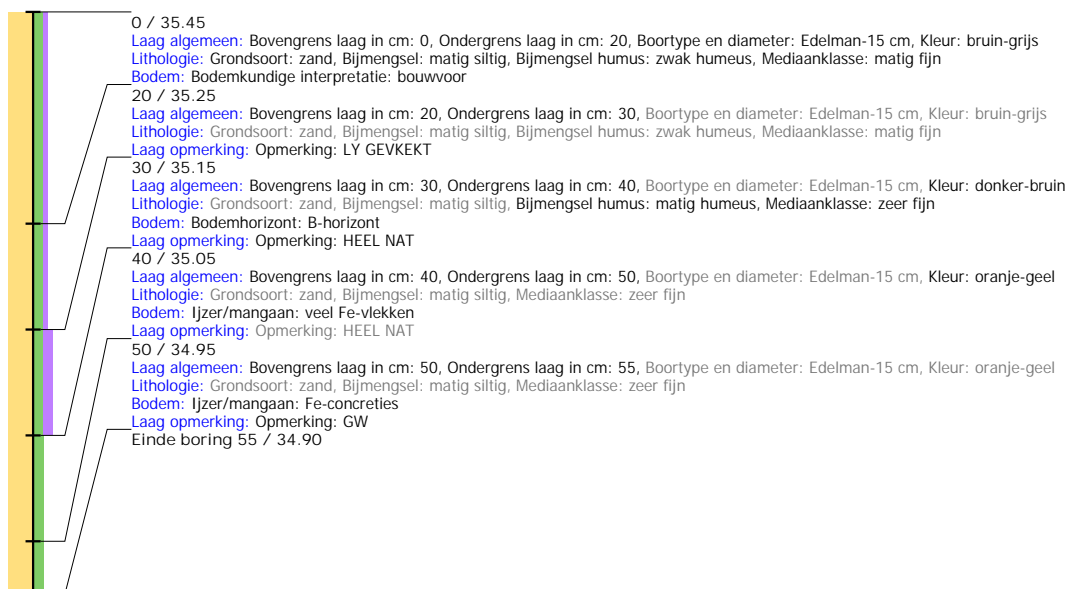 0 / 35.45
Laag algemeen: Bovengrens laag in cm: 0, Ondergrens laag in cm: 20, Boortype en diameter: Edelman-15 cm, Kleur: bruin-grijs
Lithologie: Grondsoort: zand, Bijmengsel: matig siltig, Bijmengsel humus: zwak humeus, Mediaanklasse: matig fijn
Bodem: Bodemkundige interpretatie: bouwvoor
20 / 35.25
Laag algemeen: Bovengrens laag in cm: 20, Ondergrens laag in cm: 30, Boortype en diameter: Edelman-15 cm, Kleur: bruin-grijs
Lithologie: Grondsoort: zand, Bijmengsel: matig siltig, Bijmengsel humus: zwak humeus, Mediaanklasse: matig fijn
Laag opmerking: Opmerking: LY GEVKEKT
30 / 35.15
Laag algemeen: Bovengrens laag in cm: 30, Ondergrens laag in cm: 40, Boortype en diameter: Edelman-15 cm, Kleur: donker-bruin
Lithologie: Grondsoort: zand, Bijmengsel: matig siltig, Bijmengsel humus: matig humeus, Mediaanklasse: zeer fijn
Bodem: Bodemhorizont: B-horizont
Laag opmerking: Opmerking: HEEL NAT
40 / 35.05
Laag algemeen: Bovengrens laag in cm: 40, Ondergrens laag in cm: 50, Boortype en diameter: Edelman-15 cm, Kleur: oranje-geel
Lithologie: Grondsoort: zand, Bijmengsel: matig siltig, Mediaanklasse: zeer fijn
Bodem: Ijzer/mangaan: veel Fe-vlekken
Laag opmerking: Opmerking: HEEL NAT
50 / 34.95
Laag algemeen: Bovengrens laag in cm: 50, Ondergrens laag in cm: 55, Boortype en diameter: Edelman-15 cm, Kleur: oranje-geel
Lithologie: Grondsoort: zand, Bijmengsel: matig siltig, Mediaanklasse: zeer fijn
Bodem: Ijzer/mangaan: Fe-concreties
Laag opmerking: Opmerking: GW
Einde boring 55 / 34.90